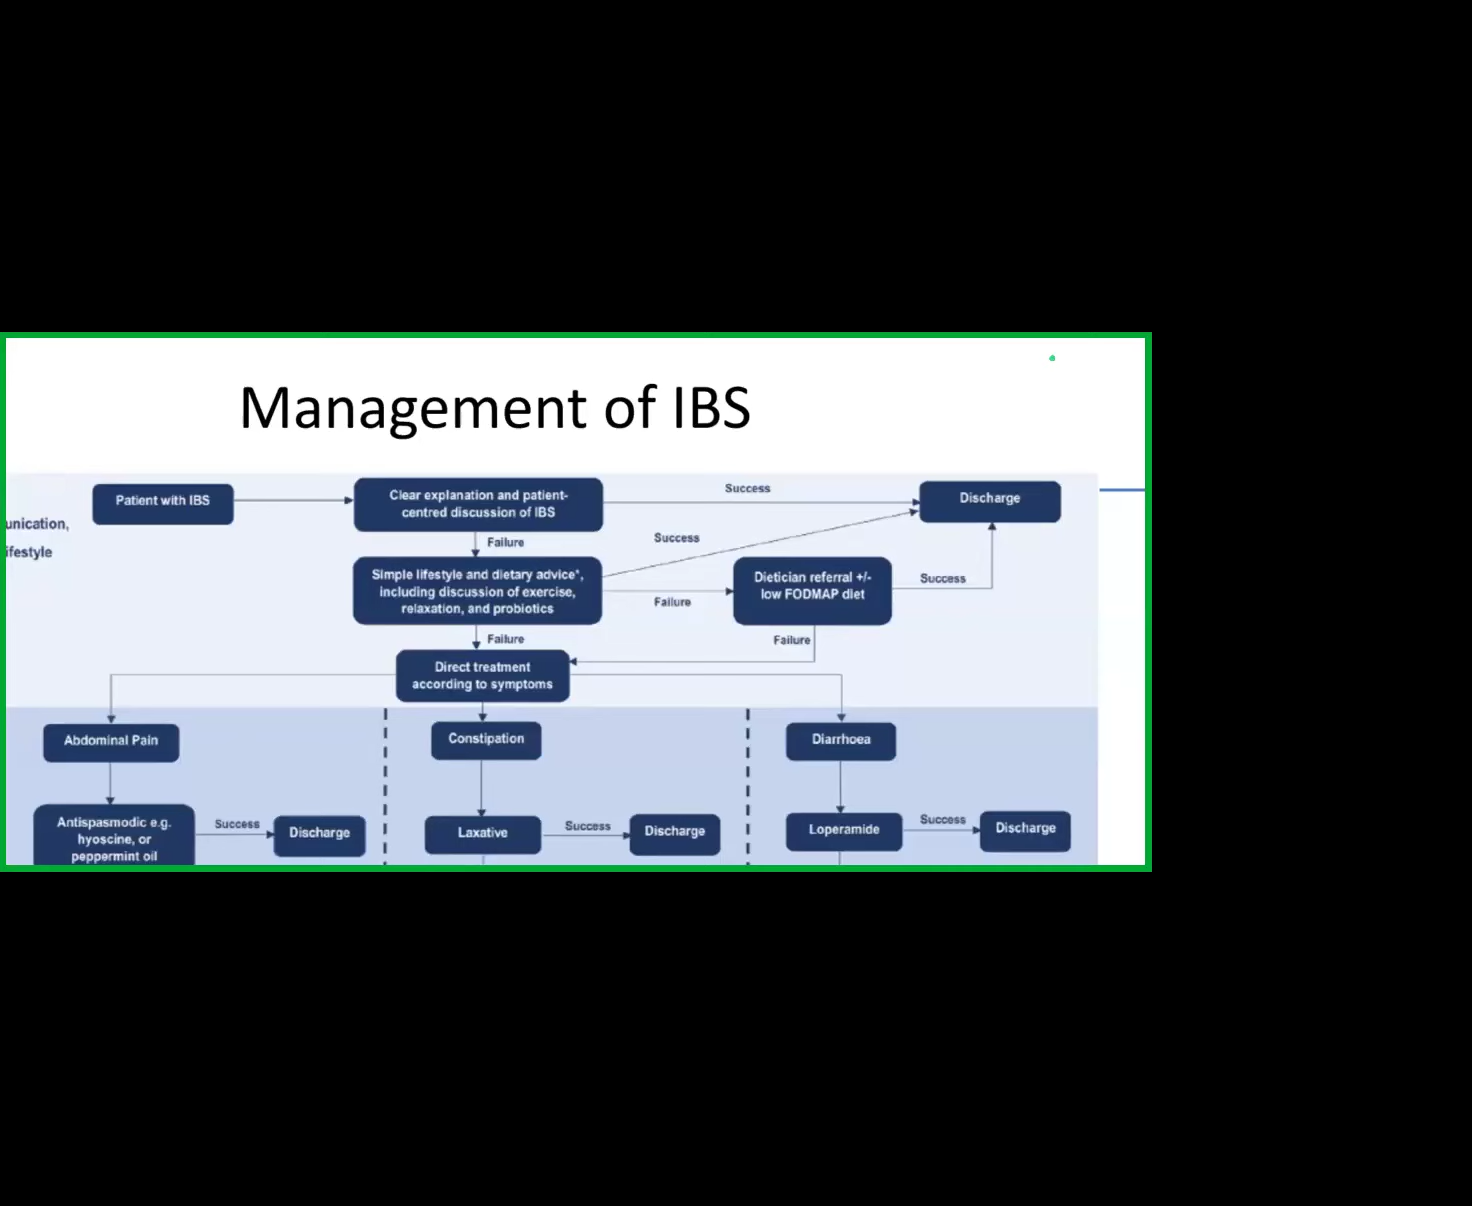 Management of IBS
Patient with IBS
Clear explanation and patient-
centred discussion of IBS
Success
Discharge
unication,
ifestyle
Failure
Success
Simple lifestyle and dietary advice*,
including discussion of exercise,
relaxation, and probiotics
Failure
Dietician referral +/-
low FODMAP diet
Success
Failure
Failure
Direct treatment
according to symptoms
Abdominal Pain
Constipation
Diarrhoea
Antispasmodic e.g.
hyoscine, or
peppermint oil
Success
Discharge
Laxative
Success
Discharge
Loperamide
Success
Discharge